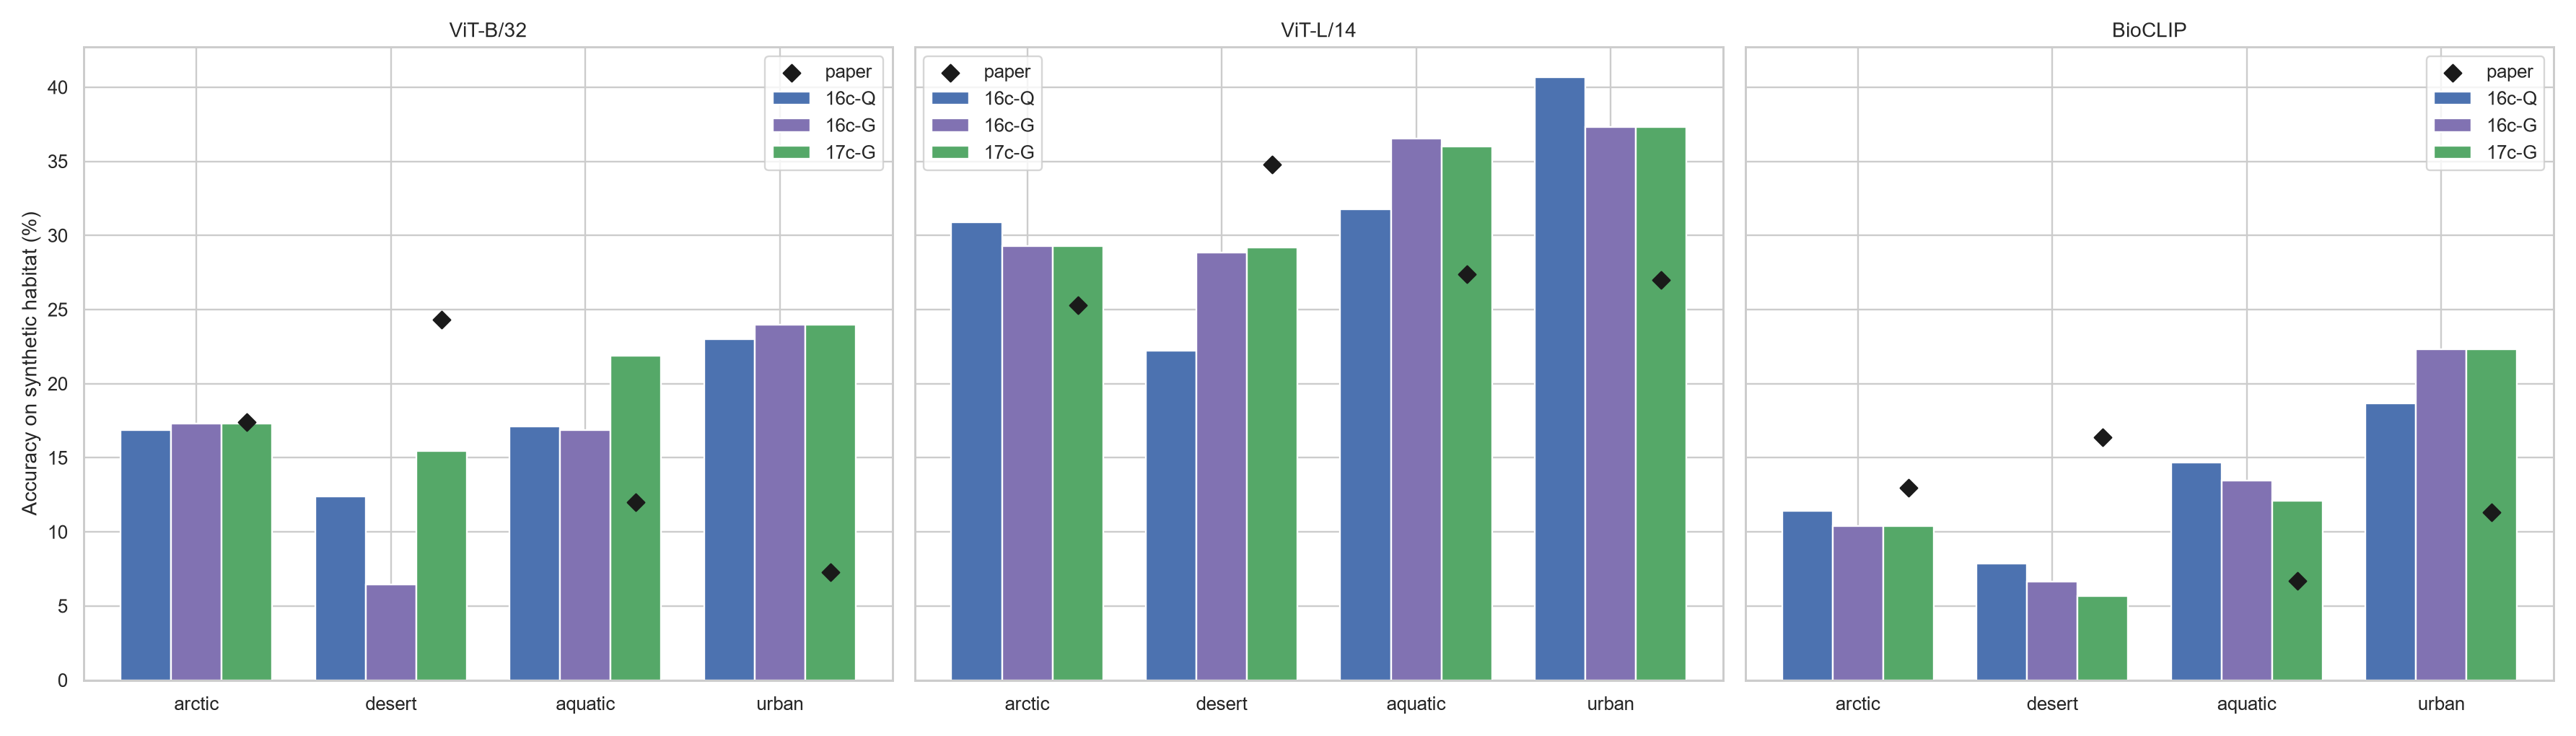 ViT-B/32
ViT-L/14
BioCLIP
Accuracy on synthetic habitat (%)
40
35
30
25
20
15
10
5
0
paper
16c-Q
16c-G
17c-G
paper
16c-Q
16c-G
17c-G
paper
16c-Q
16c-G
17c-G
arctic
desert
aquatic
urban
arctic
desert
aquatic
urban
arctic
desert
aquatic
urban